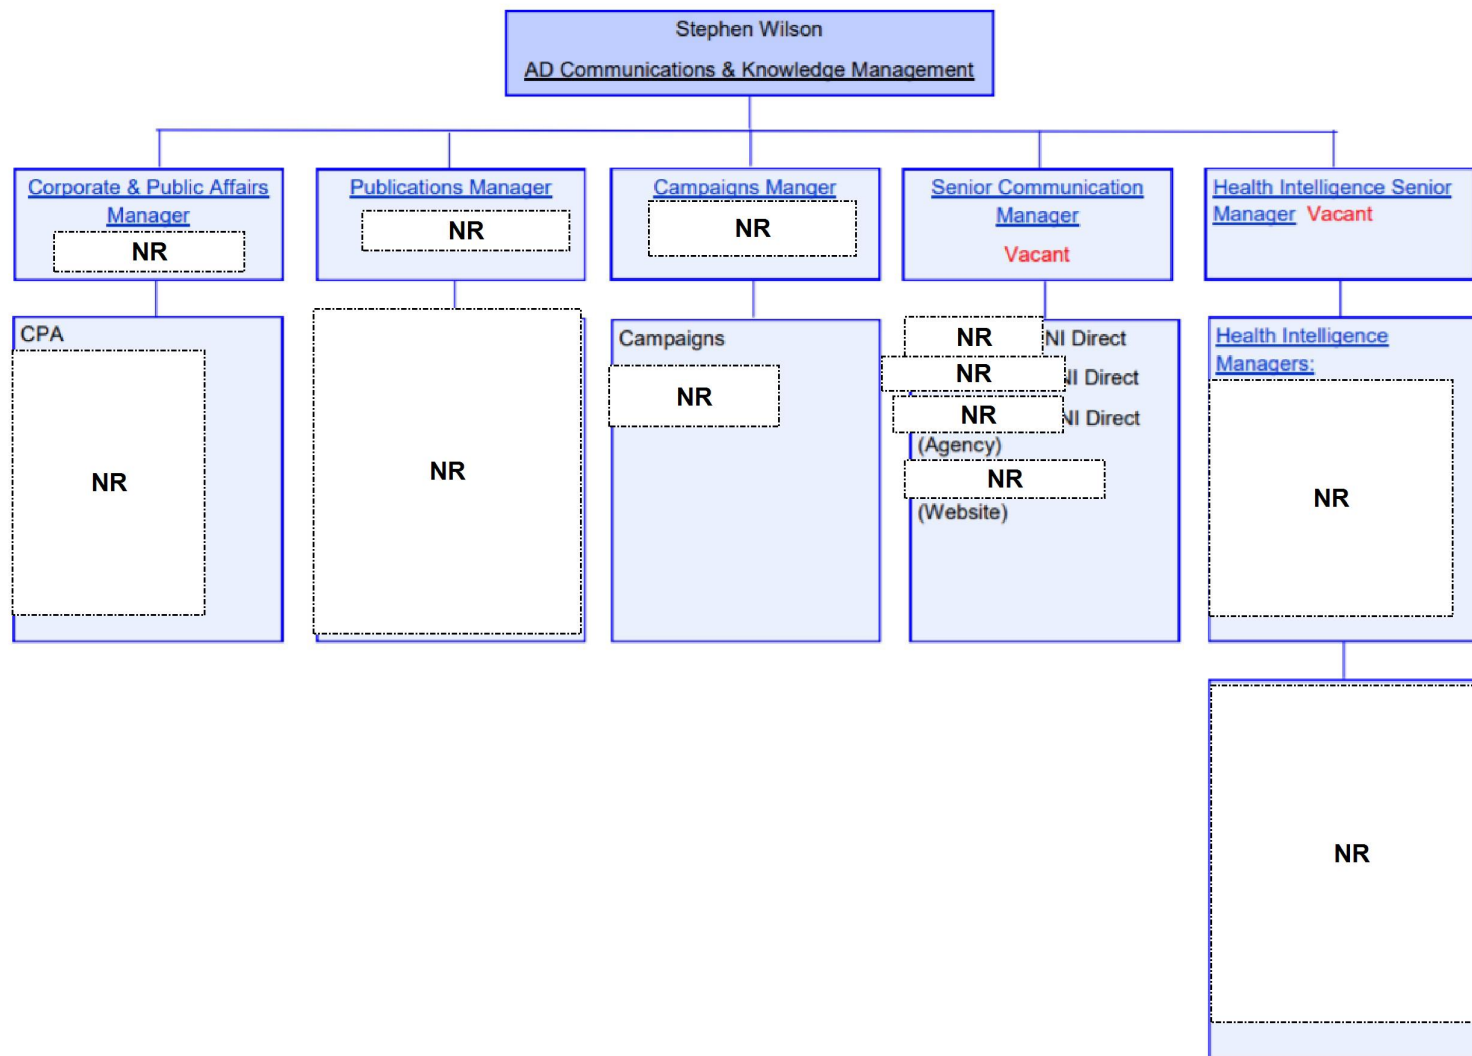 Stephen Wilson
AD Communications & Knowledge Management
Corporate & Public Affairs
Manager
NR
Publications Manager
NR
Campaigns Manger
NR
Senior Communication
Manager
Vacant
Health Intelligence Senior
Manager Vacant
CPA
NR
NR
Campaigns
NR
NR NI Direct
NR NI Direct
NR NI Direct
(Agency)
NR
(Website)
Health Intelligence
Managers:
NR
NR